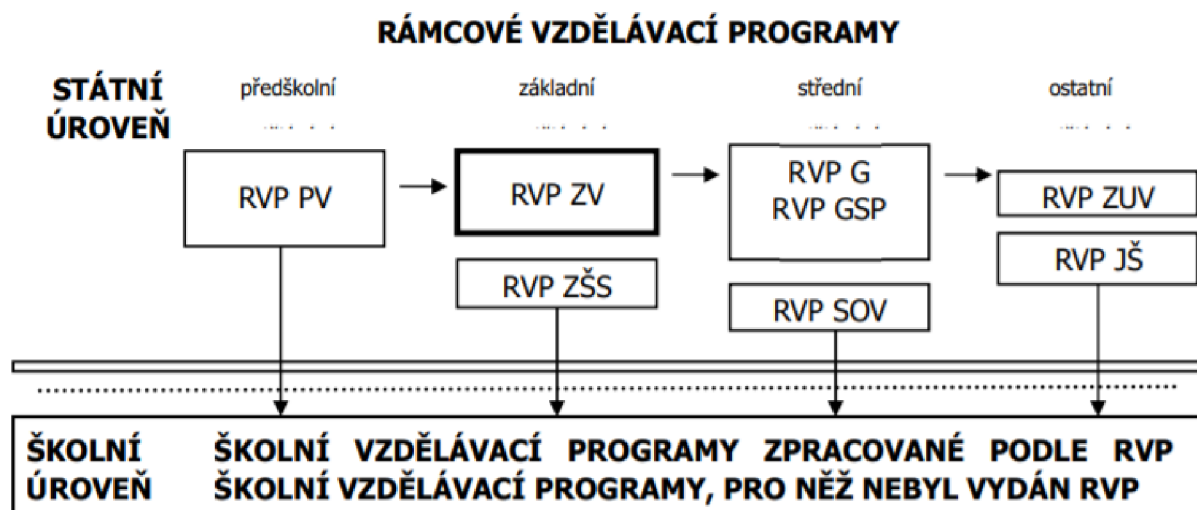 RÁMCOVÉ VZDĚLÁVACÍ PROGRAMY
STÁTNÍ ÚROVEŇ
předškolní
základní
střední
ostatní
RVP PV
RVP ZV
RVP ZŠS
RVP G
RVP GSP
RVP SOV
RVP ZUV
RVP JŠ
ŠKOLNÍ ŠKOLNÍ VZDĚLÁVACÍ PROGRAMY ZPRACOVANÉ PODLE RVP
ÚROVEŇ ŠKOLNÍ VZDĚLÁVACÍ PROGRAMY, PRO NĚŽ NEBYL VYDÁN RVP